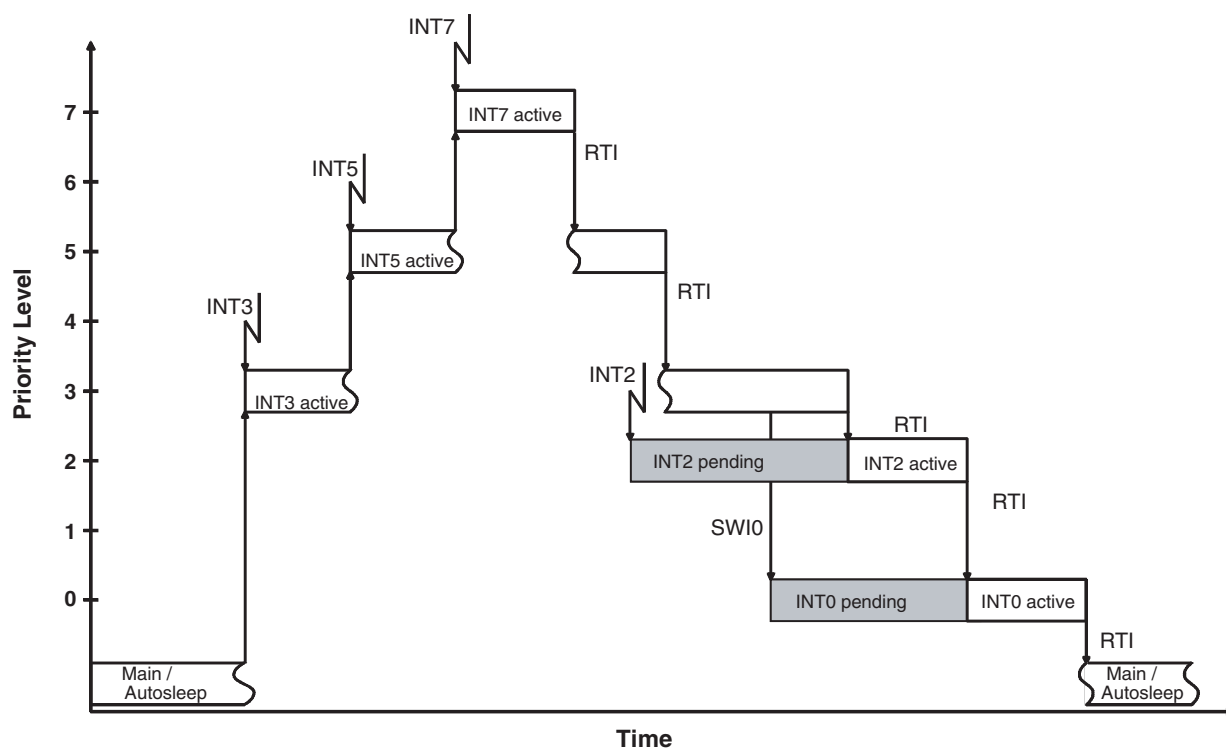 INT7
7
INT7 active
RTI
INT5
6
5
INT5 active
RTI
INT3
4
INT2
3
INT3 active
RTI
2
INT2 pending
INT2 active
RTI
1
SWI0
0
INT0 pending
INT0 active
RTI
Main /
Autosleep
Main /
Autosleep
Priority Level
Time